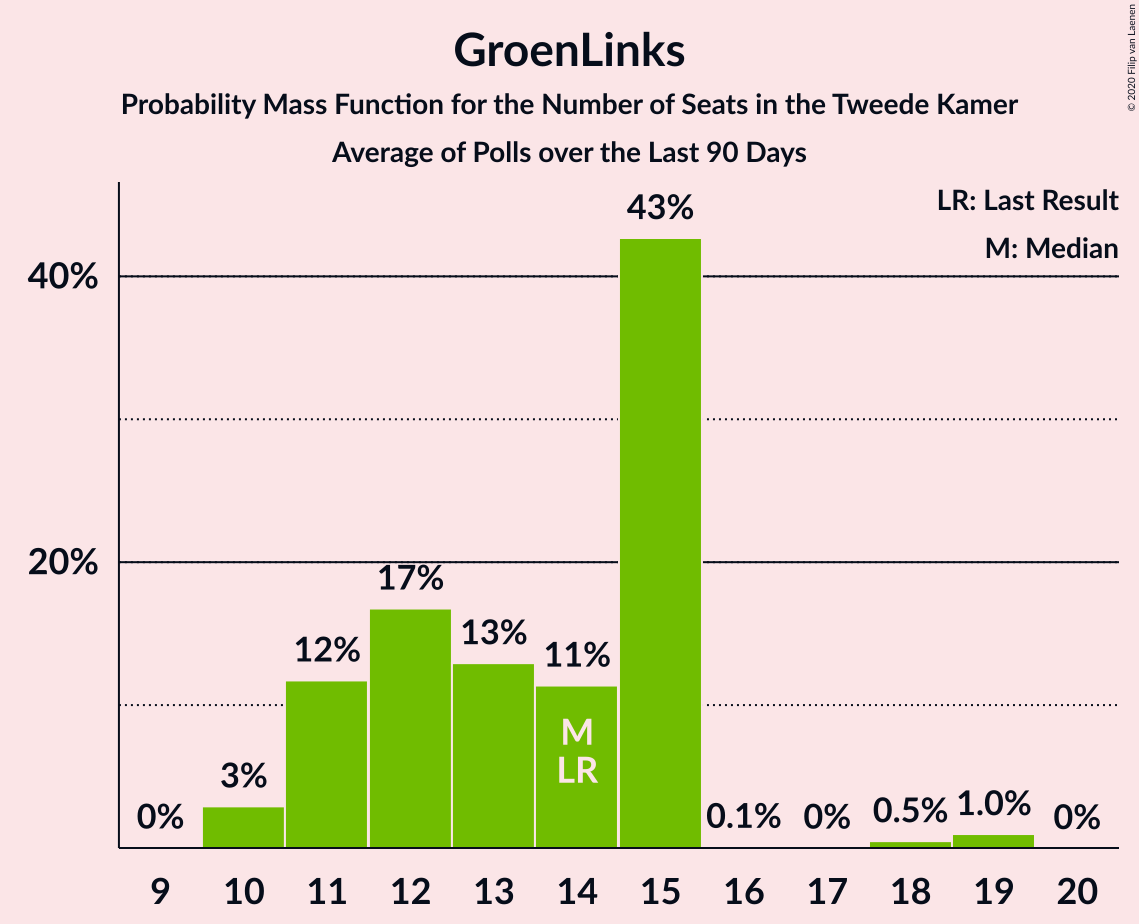 GroenLinks
Probability Mass Function for the Number of Seats in the Tweede Kamer
Average of Polls over the Last 90 Days
© 2020 Filip van Laenen
LR: Last Result
M: Median
43%
40%
20%
17%
13%
12%
11%
M
LR
3%
0%
0.1%
0%
0.5%
1.0%
0%
9 10 11 12 13 14 15 16 17 18 19 20